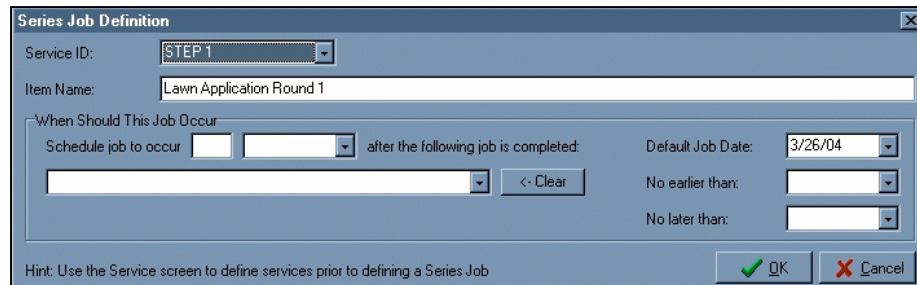 Series Job Definition
Service ID: STEP 1
Item Name: Lawn Application Round 1
When Should This Job Occur
Schedule job to occur after the following job is completed: Default Job Date: 3/26/04
<- Clear No earlier than:
No later than:
Hint: Use the Service screen to define services prior to defining a Series Job OK Cancel